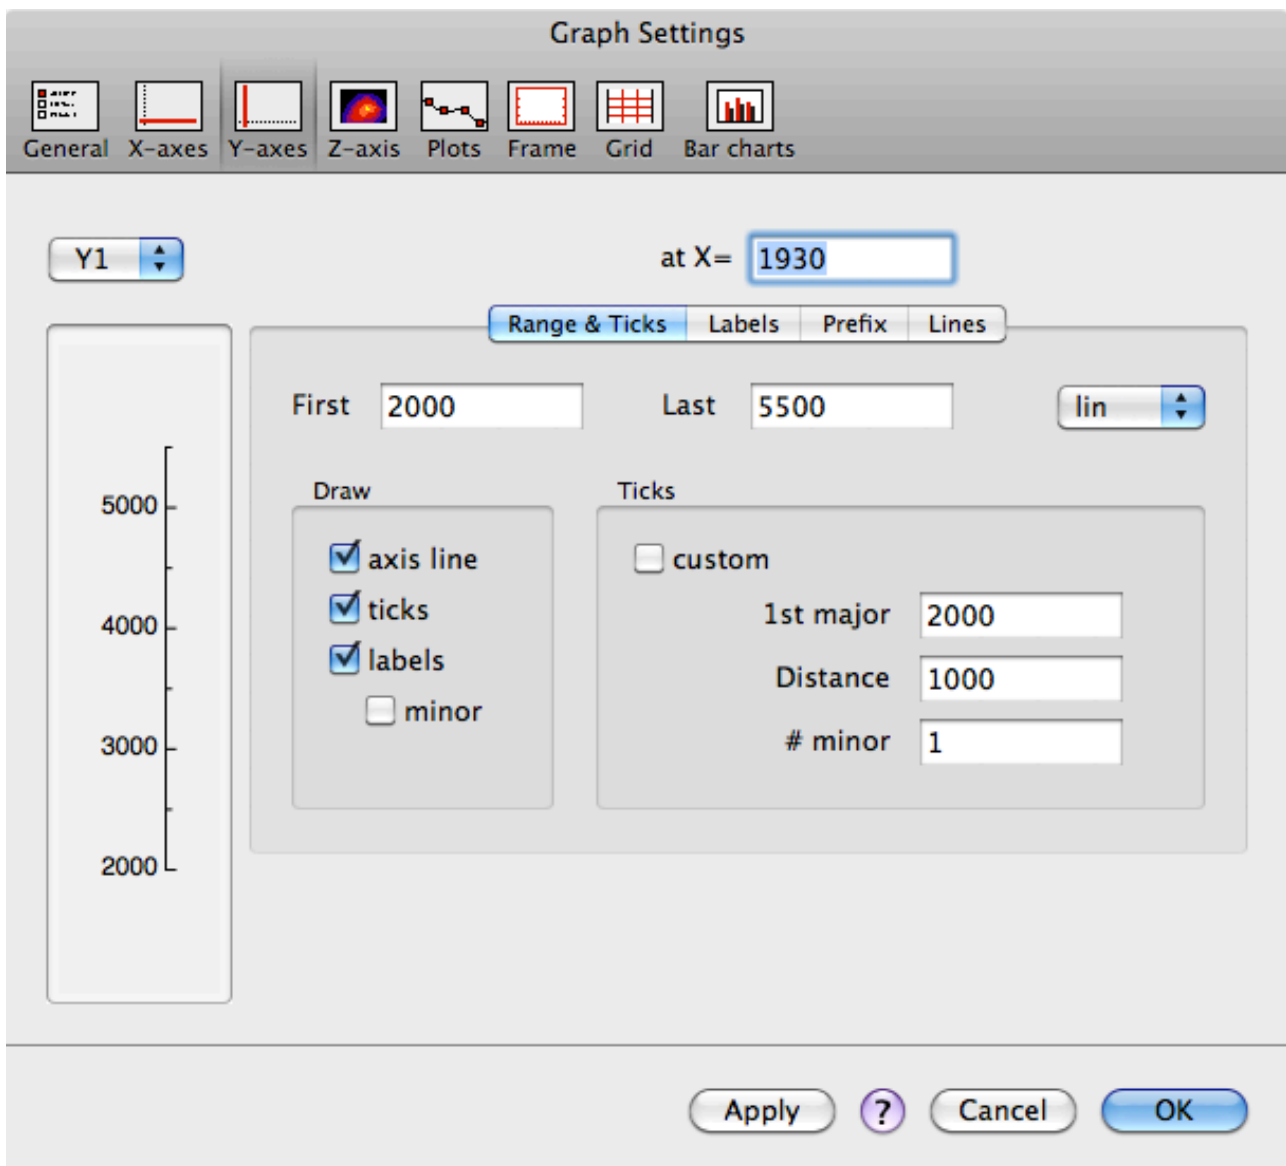 Graph Settings
General X-axes Y-axes Z-axis Plots Frame Grid Bar charts
Y1 at X= 1930
Range & Ticks Labels Prefix Lines
First 2000 Last 5500 lin
Draw Ticks
5000
axis line custom
ticks 1st major 2000
4000
labels Distance 1000
minor # minor 1
3000
2000
Apply ? Cancel OK